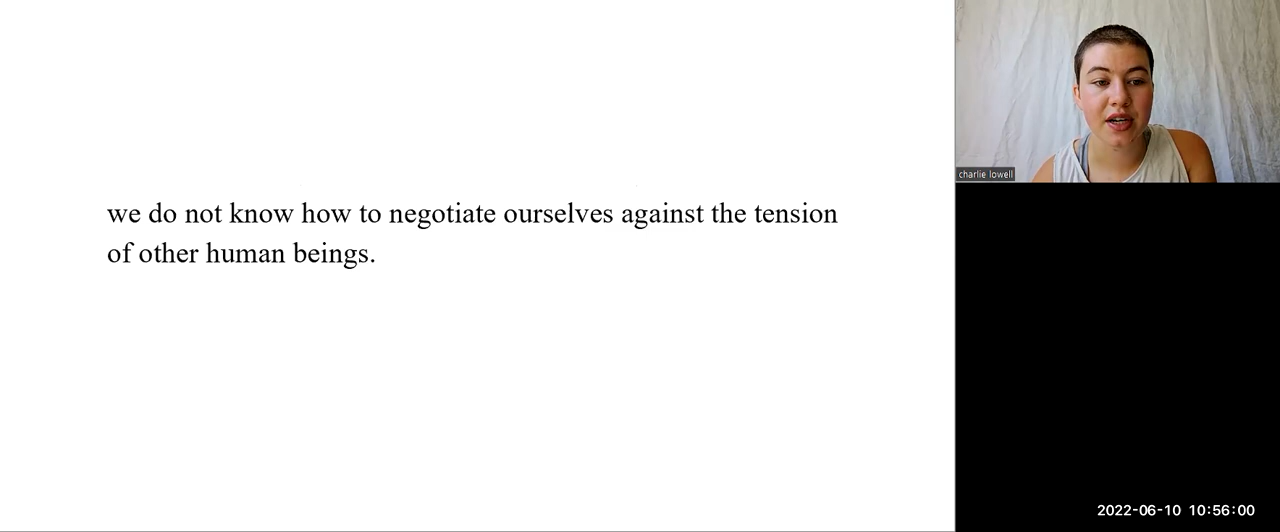 we do not know how to negotiate ourselves against the tension
of other human beings.
charlie lowell
2022-06-10 10:56:00